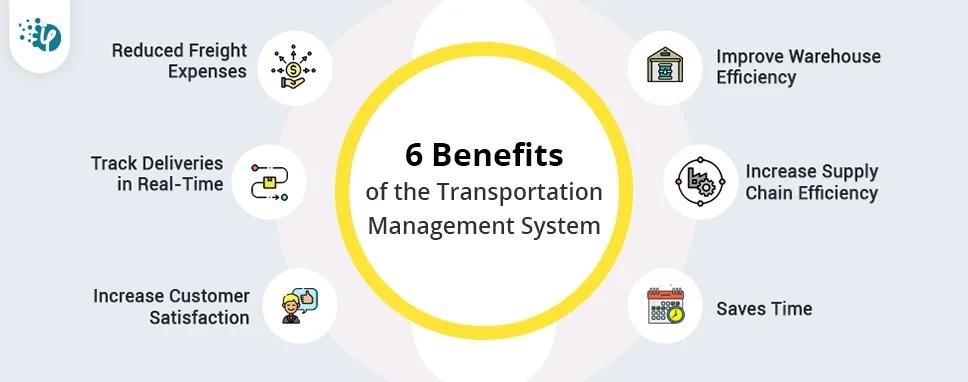 6 Benefits
of the Transportation
Management System
Reduced Freight
Expenses
Track Deliveries
in Real-Time
Increase Customer
Satisfaction
Improve Warehouse
Efficiency
Increase Supply
Chain Efficiency
Saves Time